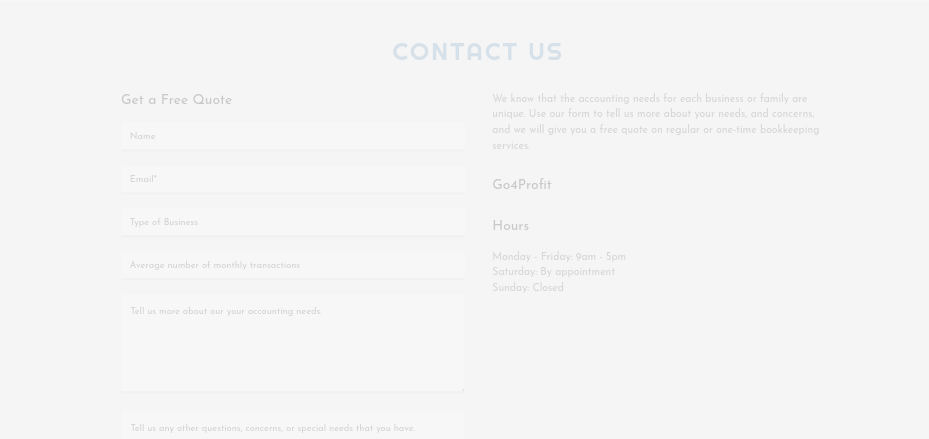 CONTACT US
Get a Free Quote
Name
Email*
Type of Business
Average number of monthly transactions
Tell us more about our your accounting needs.
Tell us any other questions, concerns, or special needs that you have.
We know that the accounting needs for each business or family are
unique. Use our form to tell us more about your needs, and concerns,
and we will give you a free quote on regular or one-time bookkeeping
services.
Go4Profit
Hours
Monday - Friday: 9am - 5pm
Saturday: By appointment
Sunday: Closed